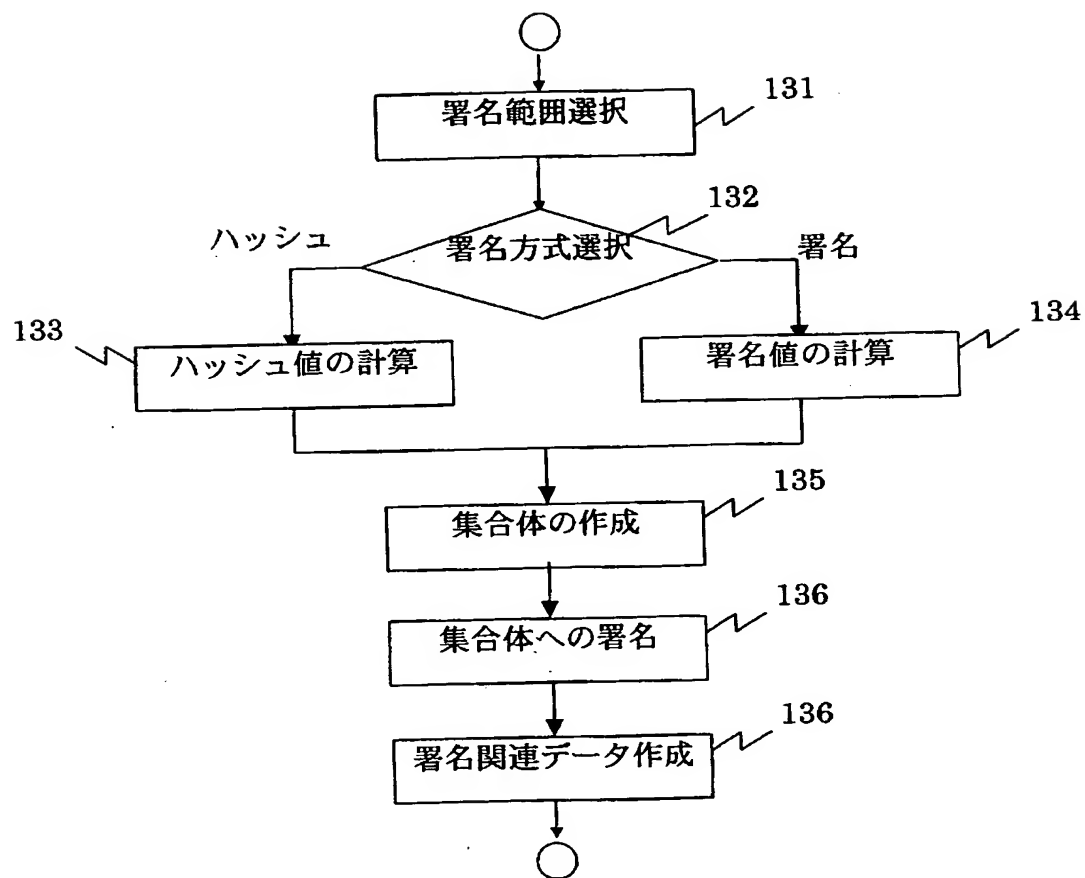 131
署名範囲選択
132
ハッシュ
署名方式選択
署名
133
134
ハッシュ値の計算
署名値の計算
135
集合体の作成
136
集合体への署名
136
署名関連データ作成